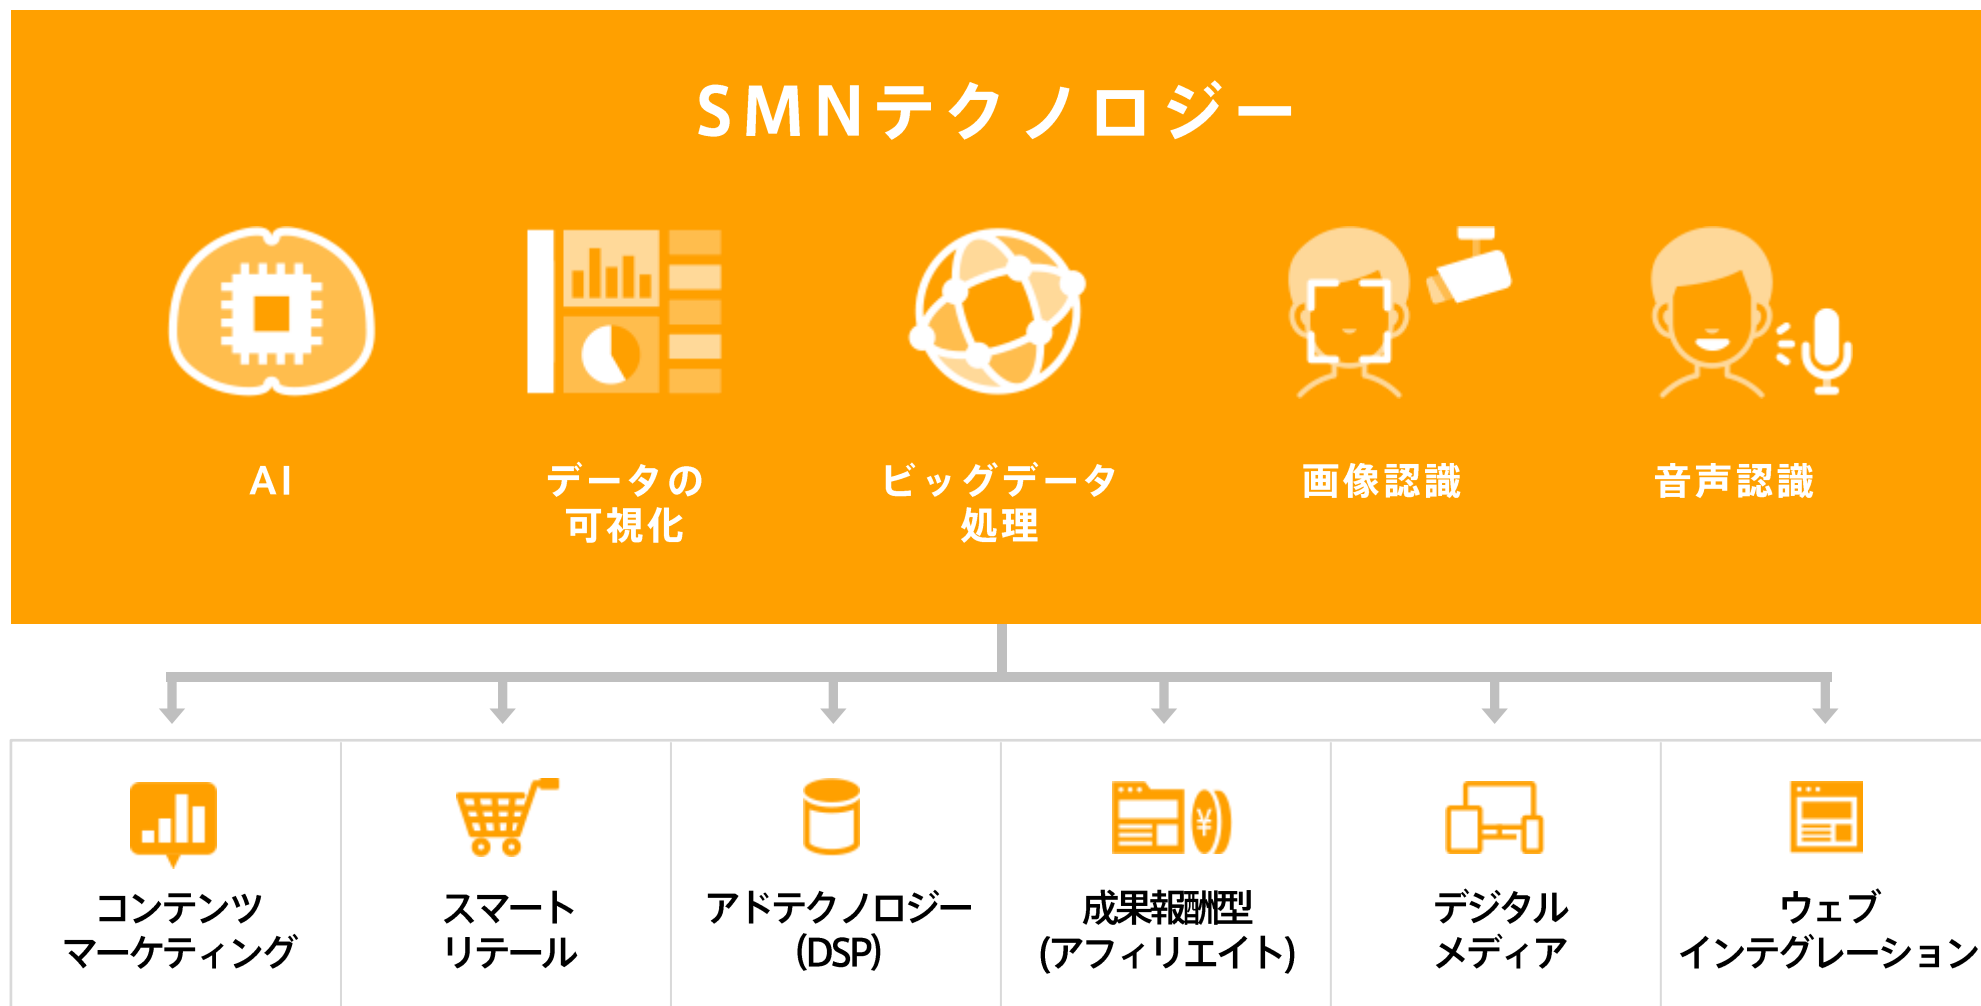 SMNテクノロジー
AI
データの
可視化
ビッグデータ
処理
画像認識
音声認識
コンテンツ
マーケティング
スマート
リテール
アドテクノロジー
(DSP)
¥
成果報酬型
(アフィリエイト)
デジタル
メディア
ウェブ
インテグレーション